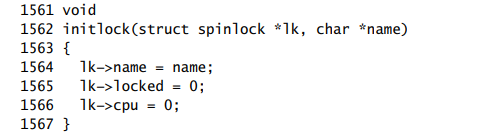 1561 void
1562 initlock(struct spinlock *lk, char *name)
1563 {
1564   lk->name = name;
1565   lk->locked = 0;
1566   lk->cpu = 0;
1567 }